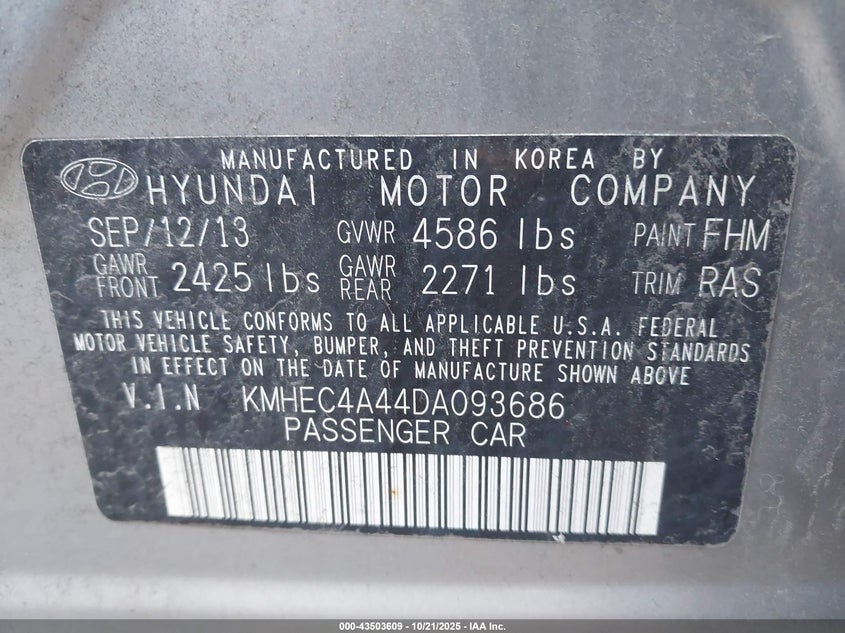 MANUFACTURED IN KOREA BY
HYUNDAI MOTOR COMPANY
SEP/12/13 GVWR 4586 lbs PAINT FHM
GAWR FRONT 2425 lbs GAWR REAR 2271 lbs TRIM RAS
THIS VEHICLE CONFORMS TO ALL APPLICABLE U.S.A. FEDERAL
MOTOR VEHICLE SAFETY, BUMPER, AND THEFT PREVENTION STANDARDS
IN EFFECT ON THE DATE OF MANUFACTURE SHOWN ABOVE
V.I.N KMHEC4A44DA093686
PASSENGER CAR
000-43503609 - 10/21/2025 - IAA Inc.